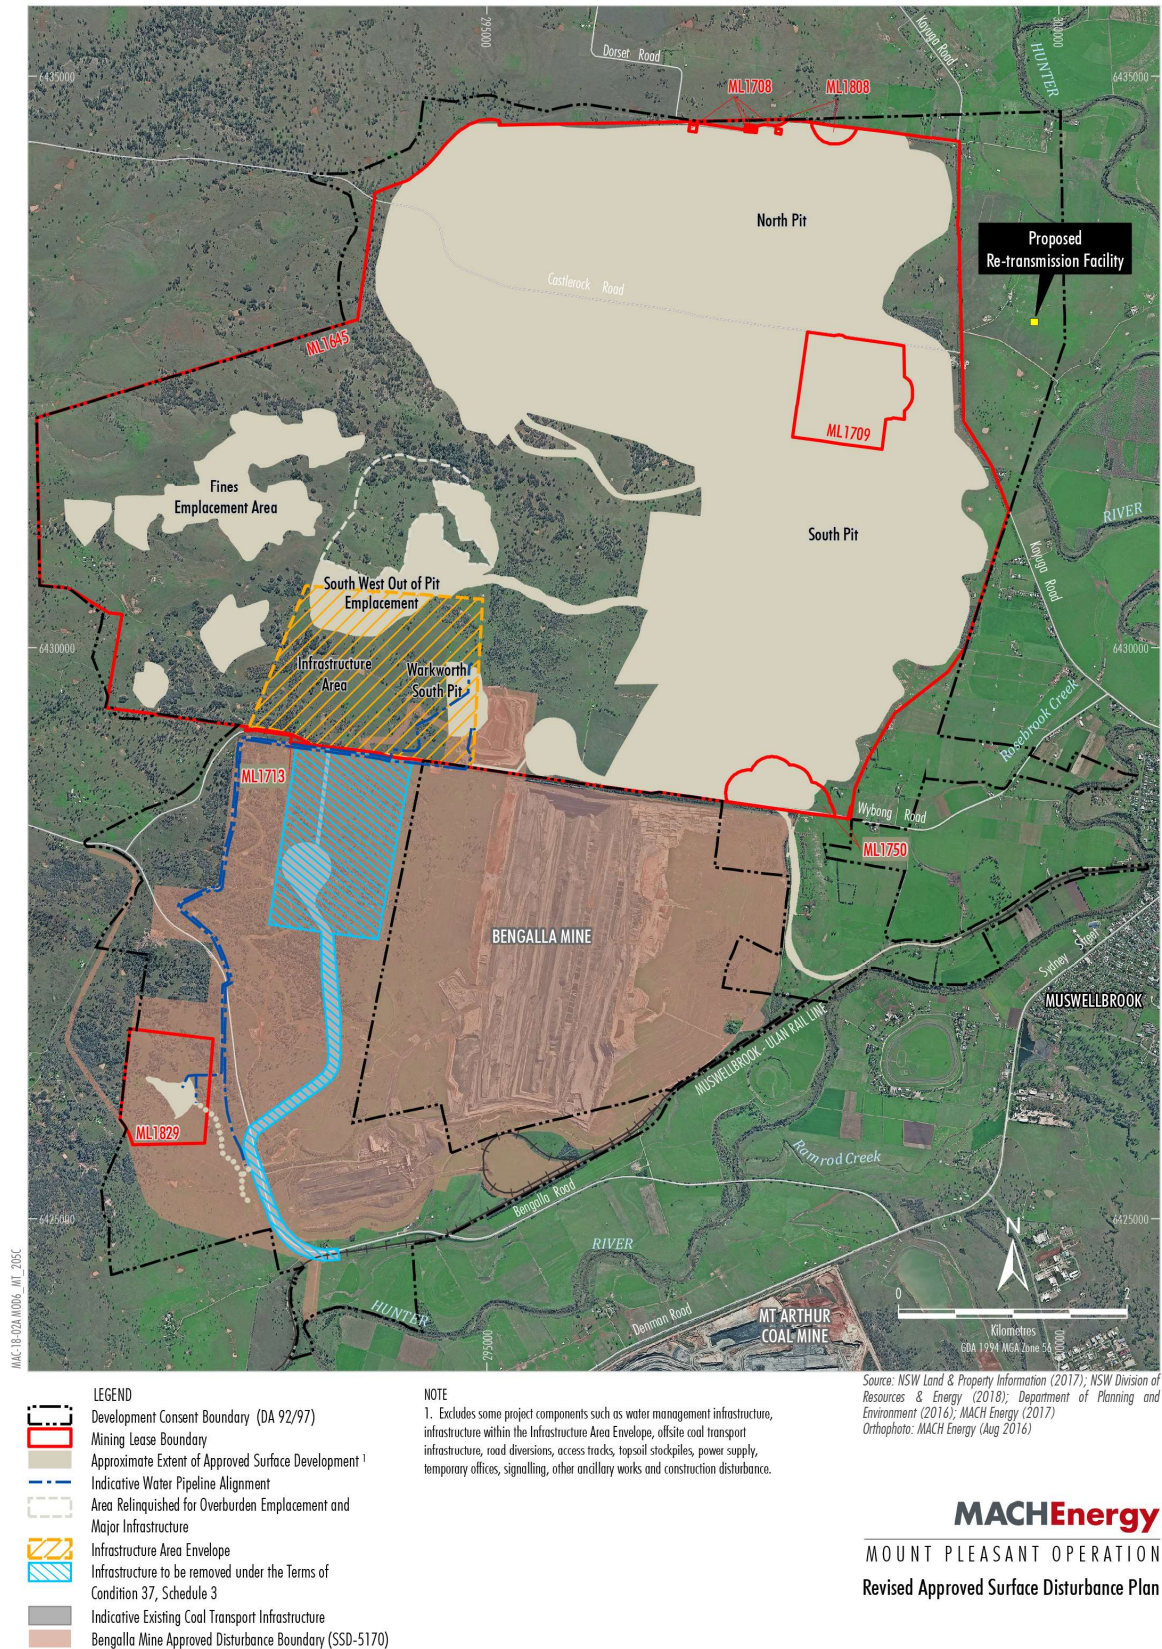 295000
300000
Kayuga Road
HUNTER
Dorset Road
6435000
6435000
ML1708
ML1808
North Pit
Proposed
Re-transmission Facility
Castlerock Road
ML1645
ML1709
Fines
Emplacement Area
South Pit
RIVER
Kayuga Road
South West Out of Pit
Emplacement
6430000
6430000
Infrastructure
Area
Warkworth
South Pit
Rosebrook Creek
ML1713
Wybong Road
ML1750
BENGALLA MINE
Sydney Street
MUSWELLBROOK
MUSWELLBROOK - ULAN RAIL LINE
ML1829
Ramrod Creek
Bengalla Road
6425000
6425000
RIVER
N
HUNTER
Denman Road
MT ARTHUR
COAL MINE
0
2
Kilometres
GDA 1994 MGA Zone 56
295000
MAC-18-02A MOD6_MT_205C
LEGEND
Development Consent Boundary (DA 92/97)
Mining Lease Boundary
Approximate Extent of Approved Surface Development 1
Indicative Water Pipeline Alignment
Area Relinquished for Overburden Emplacement and
Major Infrastructure
Infrastructure Area Envelope
Infrastructure to be removed under the Terms of
Condition 37, Schedule 3
Indicative Existing Coal Transport Infrastructure
Bengalla Mine Approved Disturbance Boundary (SSD-5170)
NOTE
1. Excludes some project components such as water management infrastructure,
infrastructure within the Infrastructure Area Envelope, offsite coal transport
infrastructure, road diversions, access tracks, topsoil stockpiles, power supply,
temporary offices, signalling, other ancillary works and construction disturbance.
Source: NSW Land & Property Information (2017); NSW Division of
Resources & Energy (2018); Department of Planning and
Environment (2016); MACH Energy (2017)
Orthophoto: MACH Energy (Aug 2016)
MACHEnergy
MOUNT PLEASANT OPERATION
Revised Approved Surface Disturbance Plan